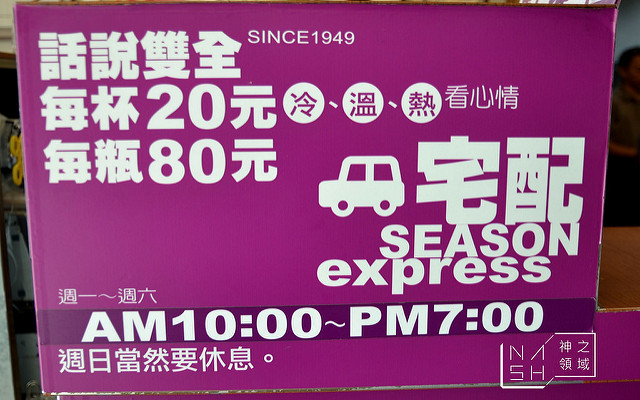 話說雙全 SINCE1949
每杯20元 冷、溫、熱 看心情
每瓶80元
宅配
SEASON
express
週一～週六
AM10:00~PM7:00
週日當然要休息。
NASH 神之領域